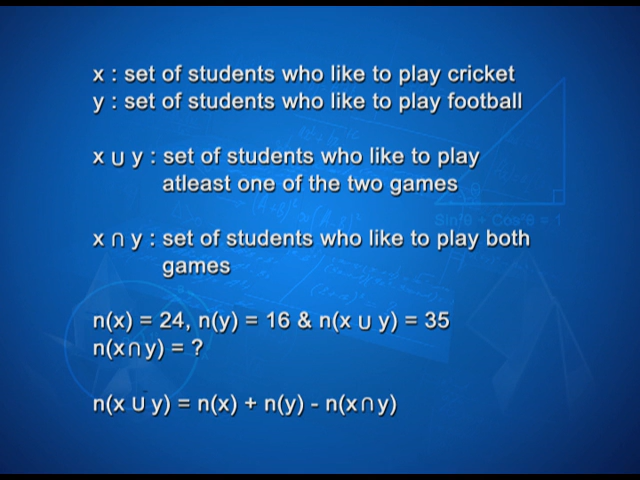 x : set of students who like to play cricket
y : set of students who like to play football
x ∪ y : set of students who like to play
atleast one of the two games
x ∩ y : set of students who like to play both
games
n(x) = 24, n(y) = 16 & n(x ∪ y) = 35
n(x∩y) = ?
n(x ∪ y) = n(x) + n(y) - n(x∩y)